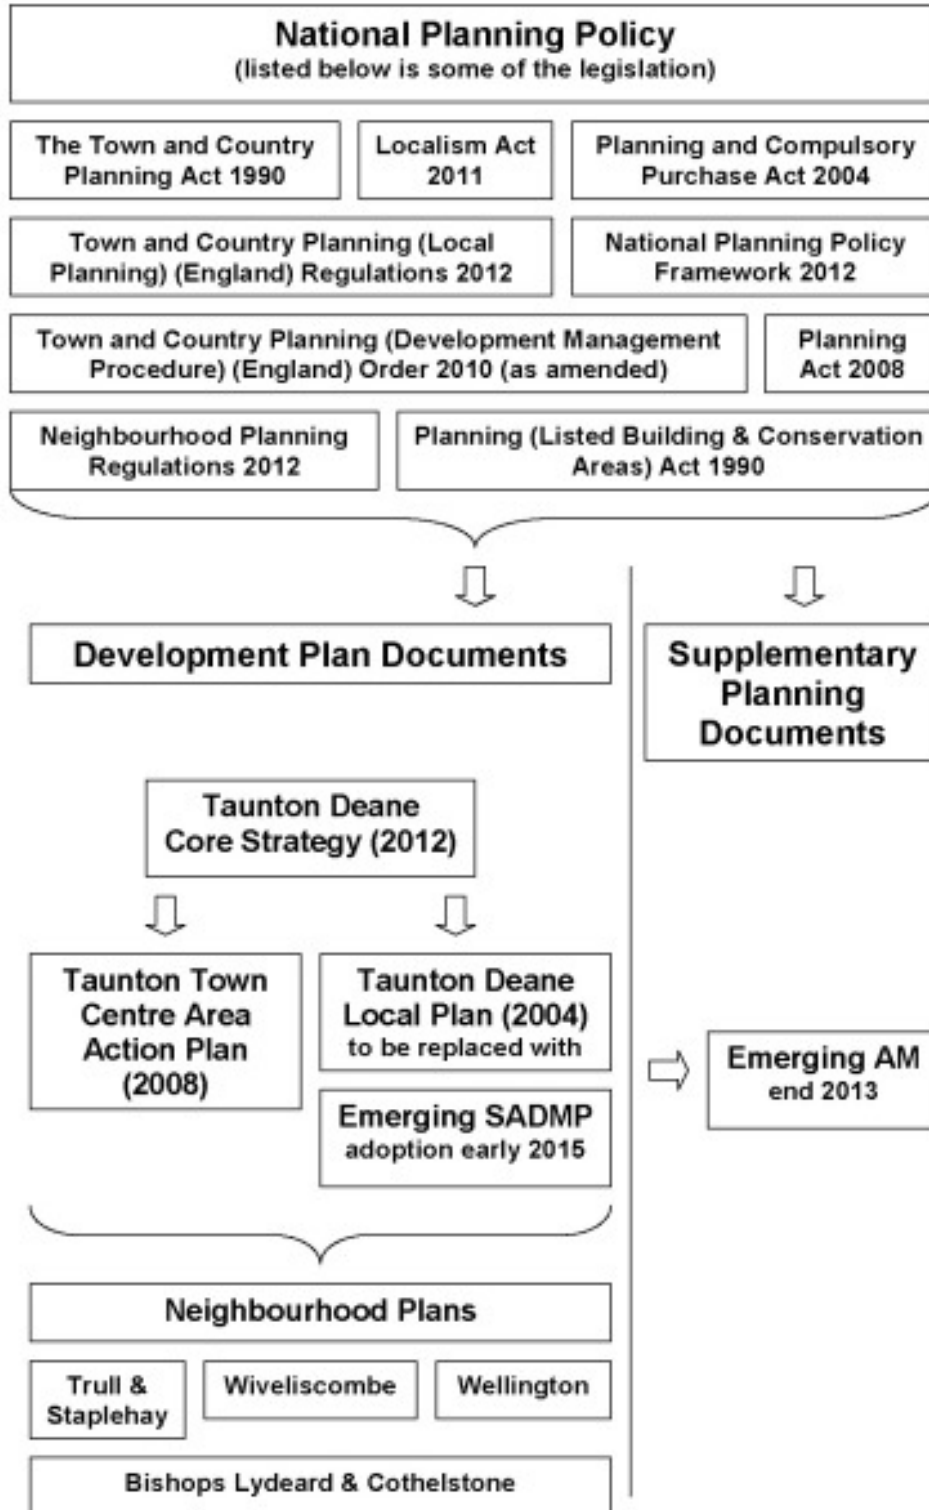 National Planning Policy
(listed below is some of the legislation)
The Town and Country
Planning Act 1990
Localism Act
2011
Planning and Compulsory
Purchase Act 2004
Town and Country Planning (Local
Planning) (England) Regulations 2012
National Planning Policy
Framework 2012
Town and Country Planning (Development Management
Procedure) (England) Order 2010 (as amended)
Planning
Act 2008
Neighbourhood Planning
Regulations 2012
Planning (Listed Building & Conservation
Areas) Act 1990
Development Plan Documents
Supplementary
Planning
Documents
Taunton Deane
Core Strategy (2012)
Taunton Town
Centre Area
Action Plan
(2008)
Taunton Deane
Local Plan (2004)
to be replaced with
Emerging SADMP
adoption early 2015
Emerging AM
end 2013
Neighbourhood Plans
Trull &
Staplehay
Wiveliscombe
Wellington
Bishops Lydeard & Cothelstone